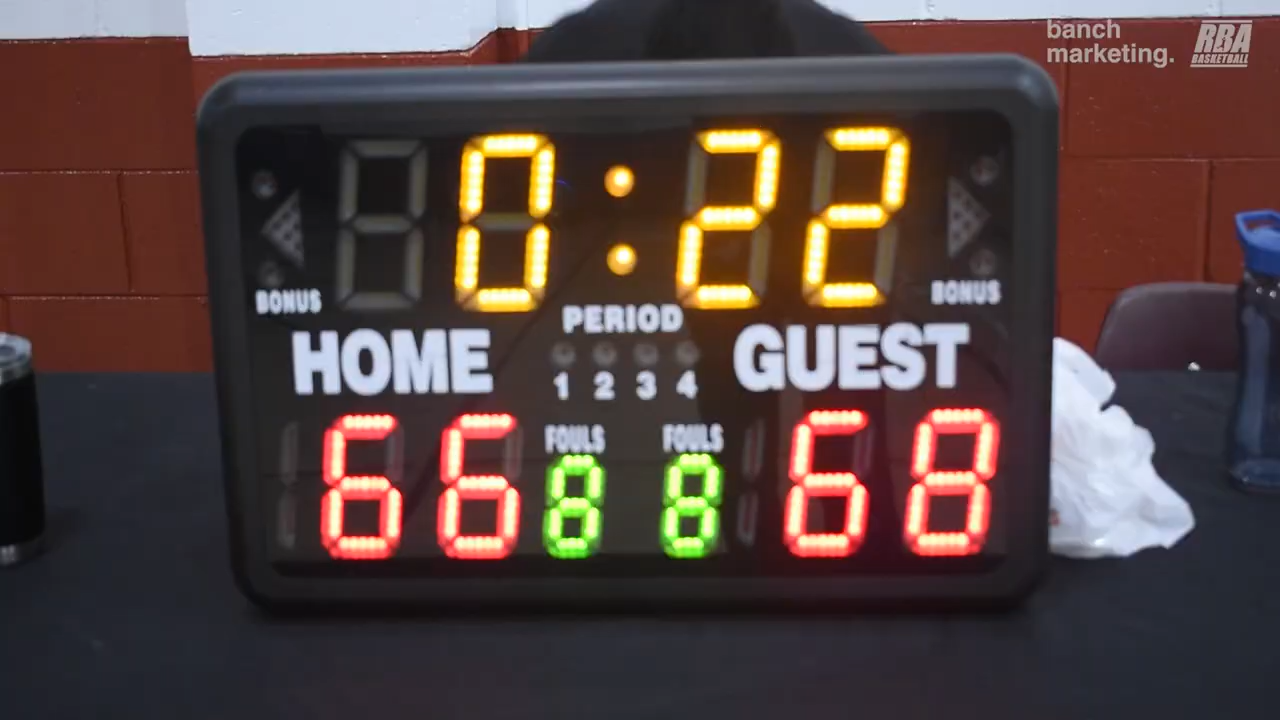 banch
marketing.
RBA
BASKETBALL
0:22
BONUS
BONUS
PERIOD
HOME
GUEST
1 2 3 4
FOULS
FOULS
66
8
8
68